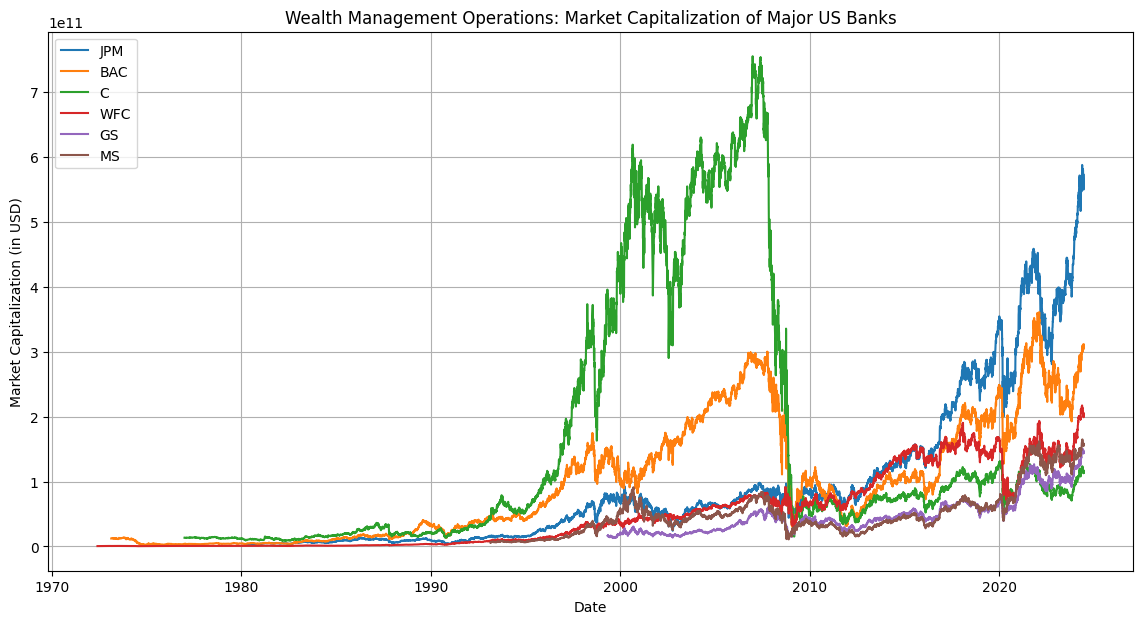 Wealth Management Operations: Market Capitalization of Major US Banks
1e11
JPM
BAC
C
WFC
GS
MS
7
6
5
4
3
2
1
0
Market Capitalization (in USD)
1970
1980
1990
2000
2010
2020
Date